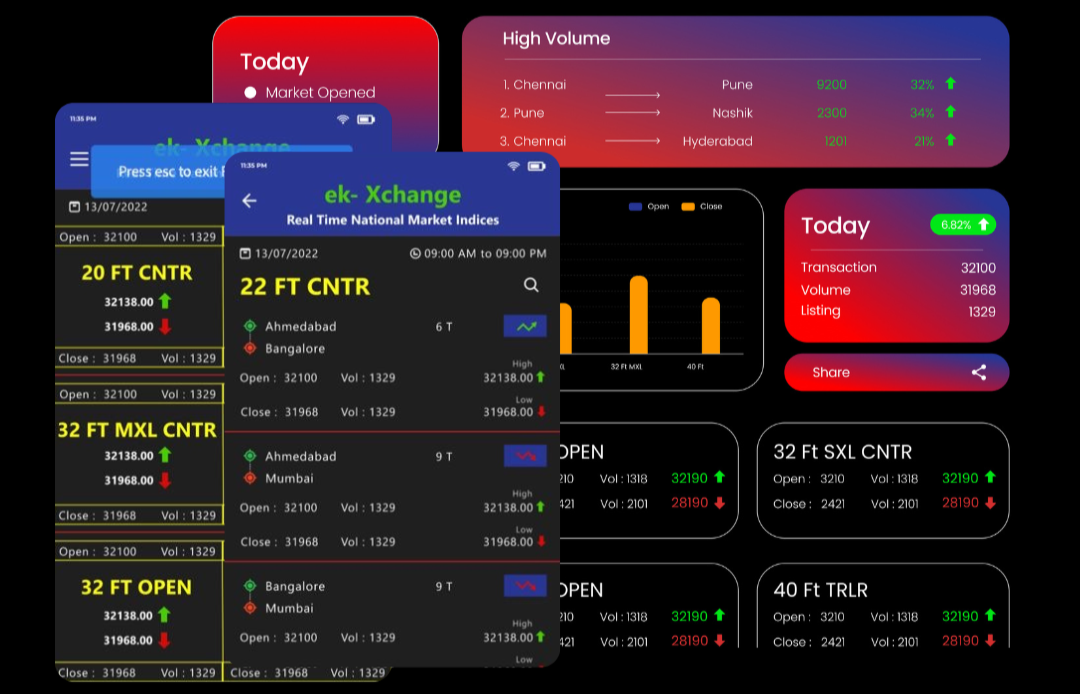 Today
Market Opened
High Volume
1. Chennai Pune 9200 32%
2. Pune Nashik 2300 34%
3. Chennai Hyderabad 1201 21%
11:35 PM
ek- Xchange
Press esc to exit
13/07/2022
Open : 32100 Vol : 1329
20 FT CNTR
32138.00
31968.00
Close : 31968 Vol : 1329
Open : 32100 Vol : 1329
32 FT MXL CNTR
32138.00
31968.00
Close : 31968 Vol : 1329
Open : 32100 Vol : 1329
32 FT OPEN
32138.00
31968.00
Close : 31968 Vol : 1329
Close : 31968 Vol : 1329
11:35 PM
ek- Xchange
Real Time National Market Indices
13/07/2022 09:00 AM to 09:00 PM
22 FT CNTR
Ahmedabad 6 T
Bangalore
High
Open : 32100 Vol : 1329 32138.00
Low
Close : 31968 Vol : 1329 31968.00
Ahmedabad 9 T
Mumbai
High
Open : 32100 Vol : 1329 32138.00
Low
Close : 31968 Vol : 1329 31968.00
Bangalore 9 T
Mumbai
High
Open : 32100 Vol : 1329 32138.00
Low
Open Close
32 Ft MXL 40 Ft
Today 6.82%
Transaction 32100
Volume 31968
Listing 1329
Share
OPEN
Vol : 1318 32190
Vol : 2101 28190
32 Ft SXL CNTR
Open : 3210 Vol : 1318 32190
Close : 2421 Vol : 2101 28190
OPEN
Vol : 1318 32190
Vol : 2101 28190
40 Ft TRLR
Open : 3210 Vol : 1318 32190
Close : 2421 Vol : 2101 28190